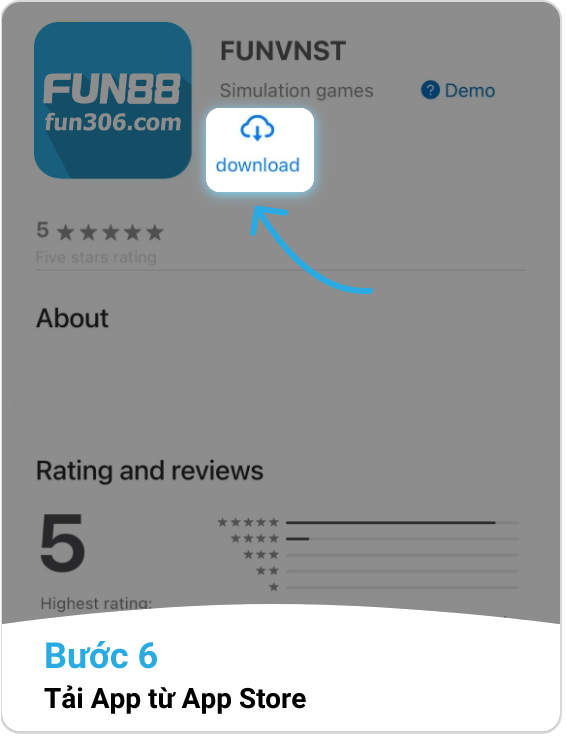 FUN88
fun306.com
FUNVNST
Simulation games
? Demo
download
5 ★★★★★
Five stars rating
About
Rating and reviews
5
★★★★★
★★★★
★★★
★★
★
Highest rating:
Bước 6
Tải App từ App Store